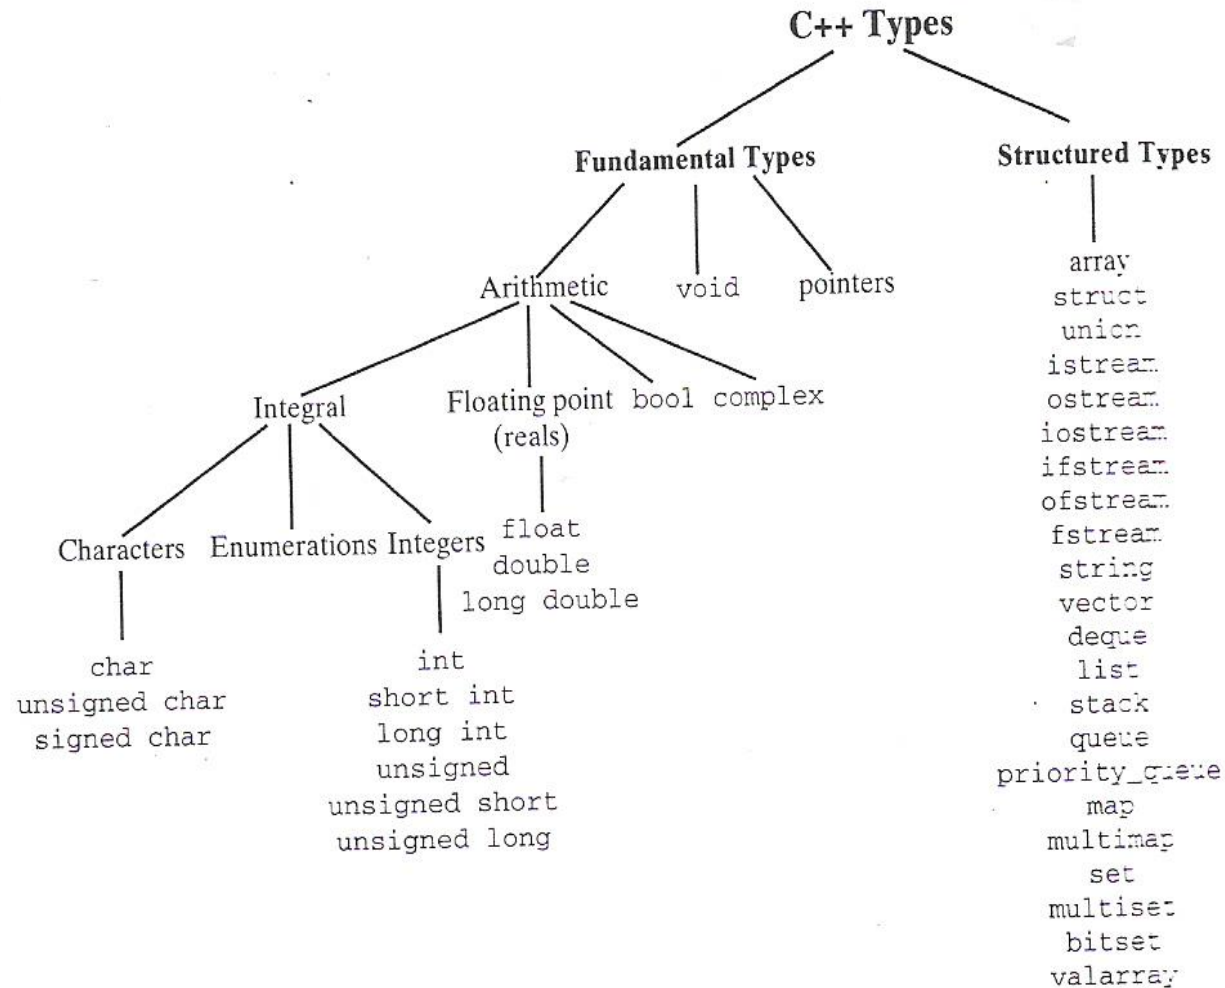 C++ Types
Fundamental Types
Structured Types
Arithmetic
void
pointers
Integral
Floating point
(reals)
bool
complex
Characters
Enumerations
Integers
float
double
long double
char
unsigned char
signed char
int
short int
long int
unsigned
unsigned short
unsigned long
array
struct
union
istream
ostream
iostream
ifstream
ofstream
fstream
string
vector
deque
list
stack
queue
priority_queue
map
multimap
set
multiset
bitset
valarray